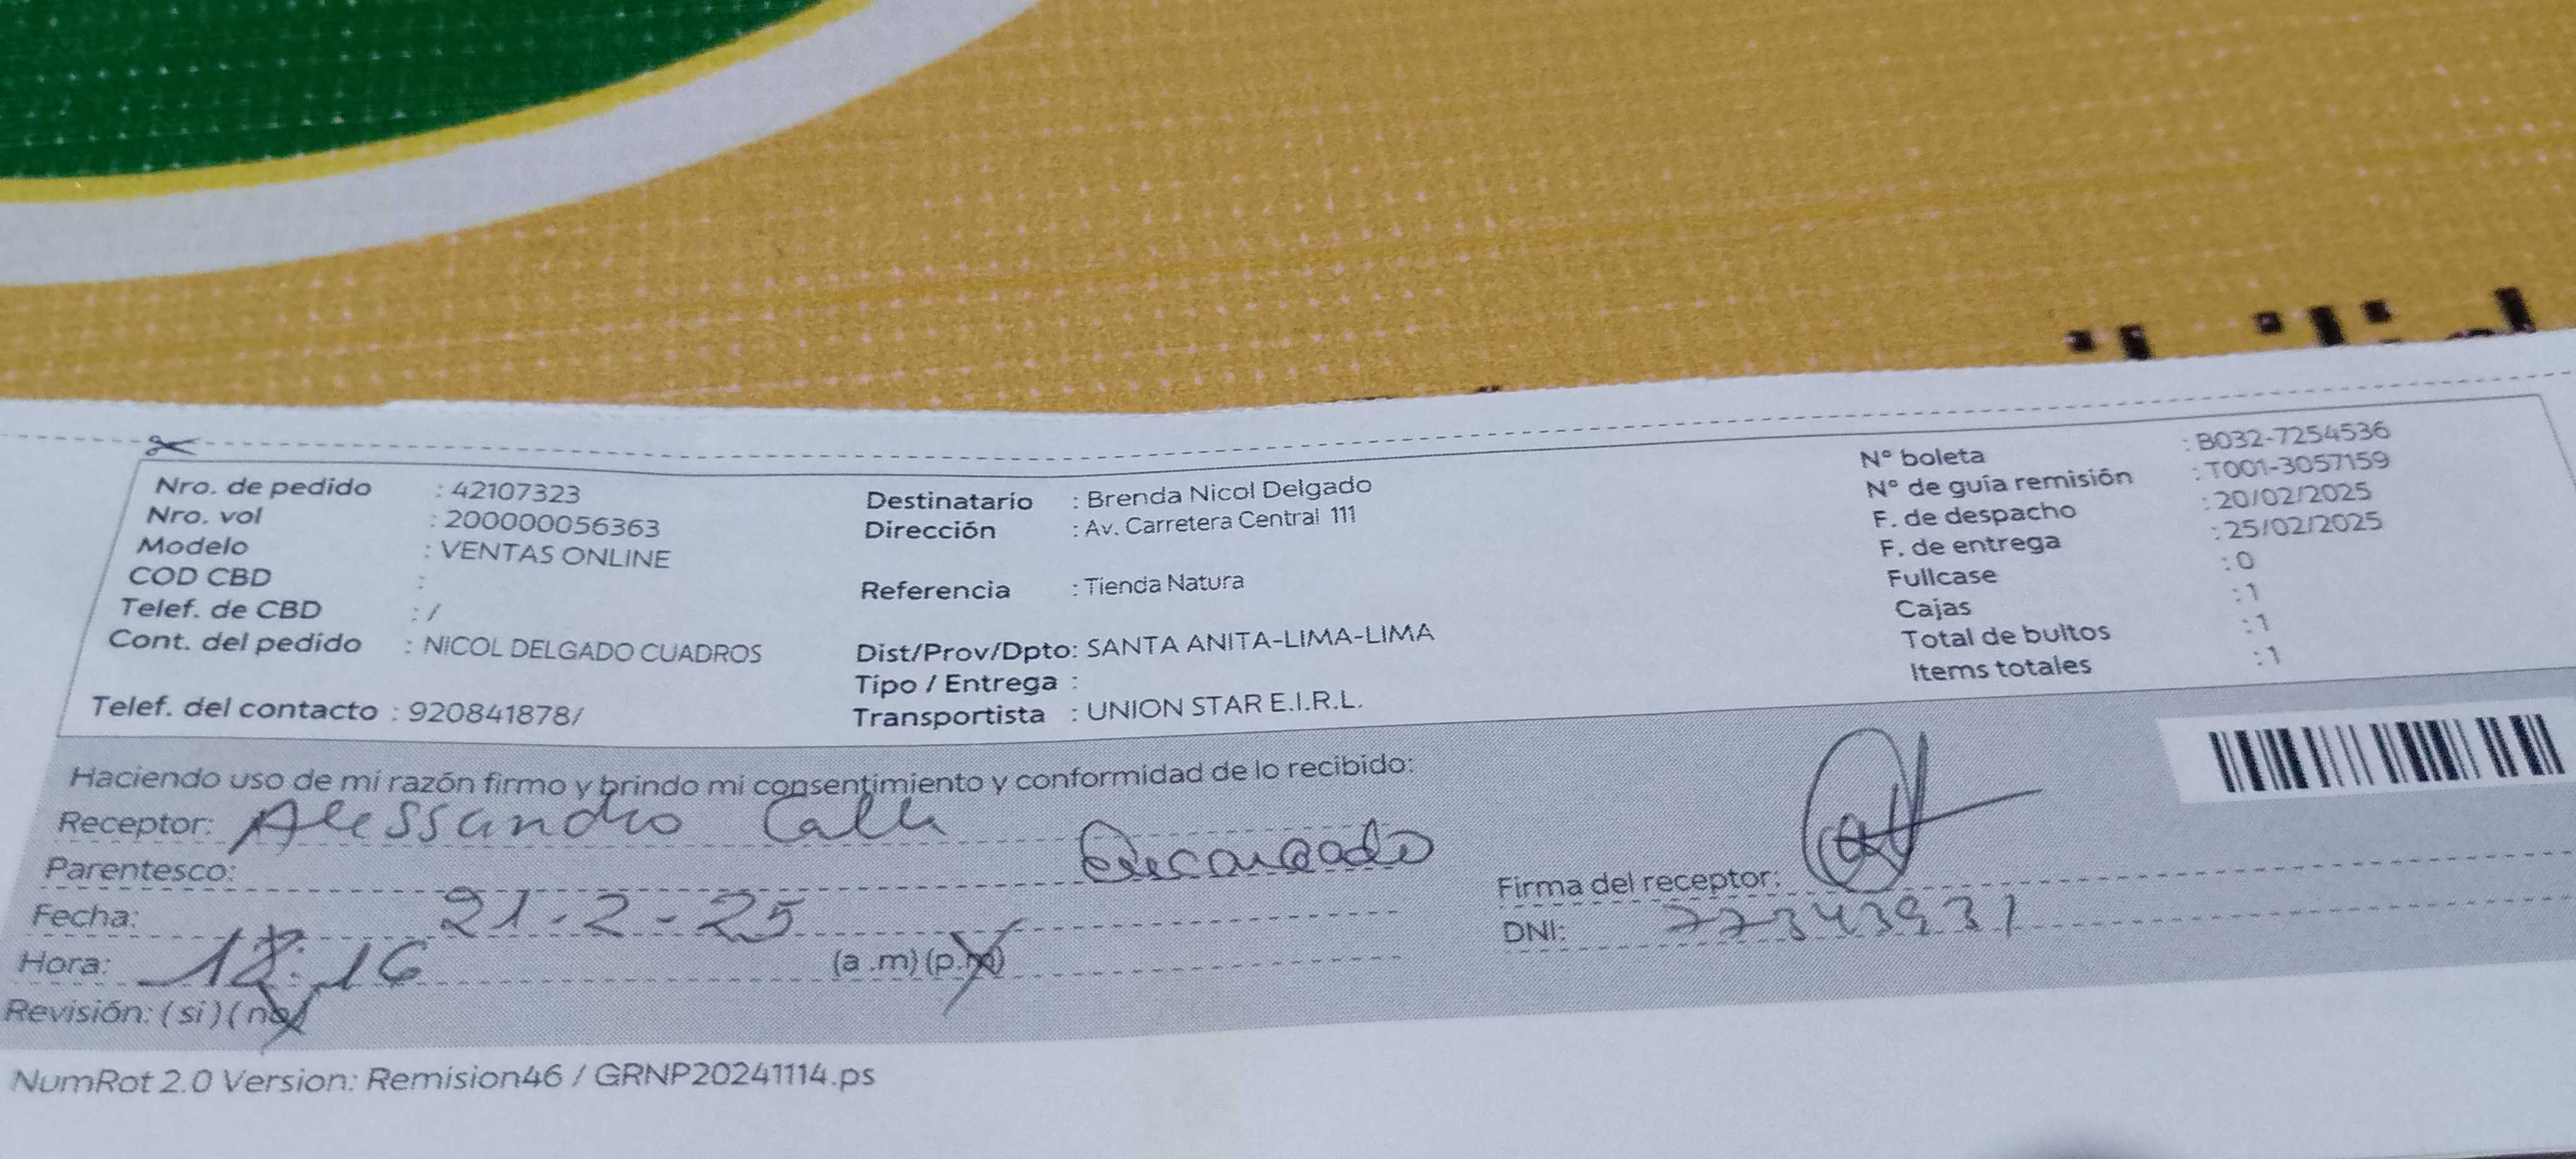 Nro. de pedido : 42107323
Nro. vol : 200000056363
Modelo : VENTAS ONLINE
COD CBD :
Telef. de CBD : /
Cont. del pedido : NICOL DELGADO CUADROS
Telef. del contacto : 920841878/
Destinatario : Brenda Nicol Delgado
Dirección : Av. Carretera Central 111
Referencia : Tienda Natura
Dist/Prov/Dpto: SANTA ANITA-LIMA-LIMA
Tipo / Entrega :
Transportista : UNION STAR E.I.R.L.
N° boleta : B032-7254536
N° de guía remisión : T001-3057159
F. de despacho : 20/02/2025
F. de entrega : 25/02/2025
Fullcase : 0
Cajas : 1
Total de bultos : 1
Items totales : 1
Haciendo uso de mi razón firmo y brindo mi consentimiento y conformidad de lo recibido:
Receptor: Alessandro
Parentesco: Encargado
Fecha: 21-2-25
Hora: :16 (a .m) (p.m)
Revisión: (si) (no)
Firma del receptor:
DNI: 77343931
NumRot 2.0 Version: Remision46 / GRNP20241114.ps